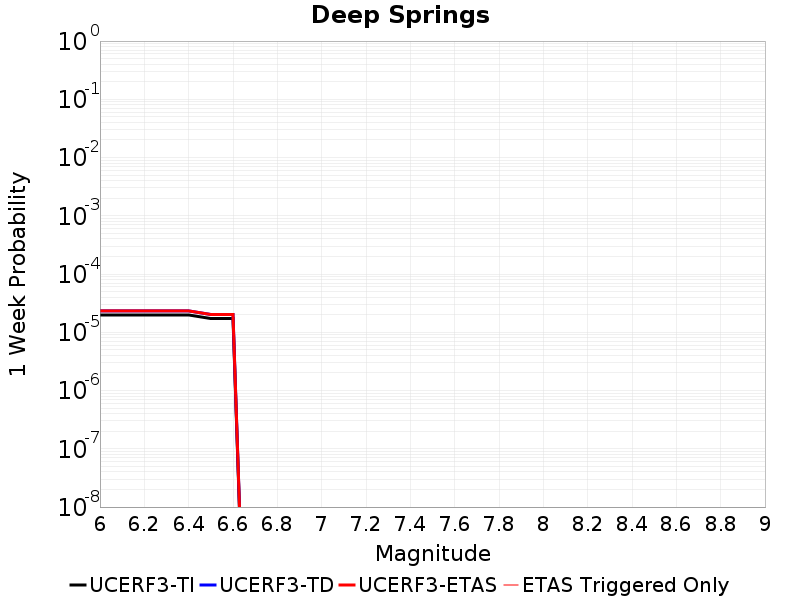 Deep Springs
1 Week Probability
10^0
10^-1
10^-2
10^-3
10^-4
10^-5
10^-6
10^-7
10^-8
6 6.2 6.4 6.6 6.8 7 7.2 7.4 7.6 7.8 8 8.2 8.4 8.6 8.8 9
Magnitude
UCERF3-TI UCERF3-TD UCERF3-ETAS ETAS Triggered Only